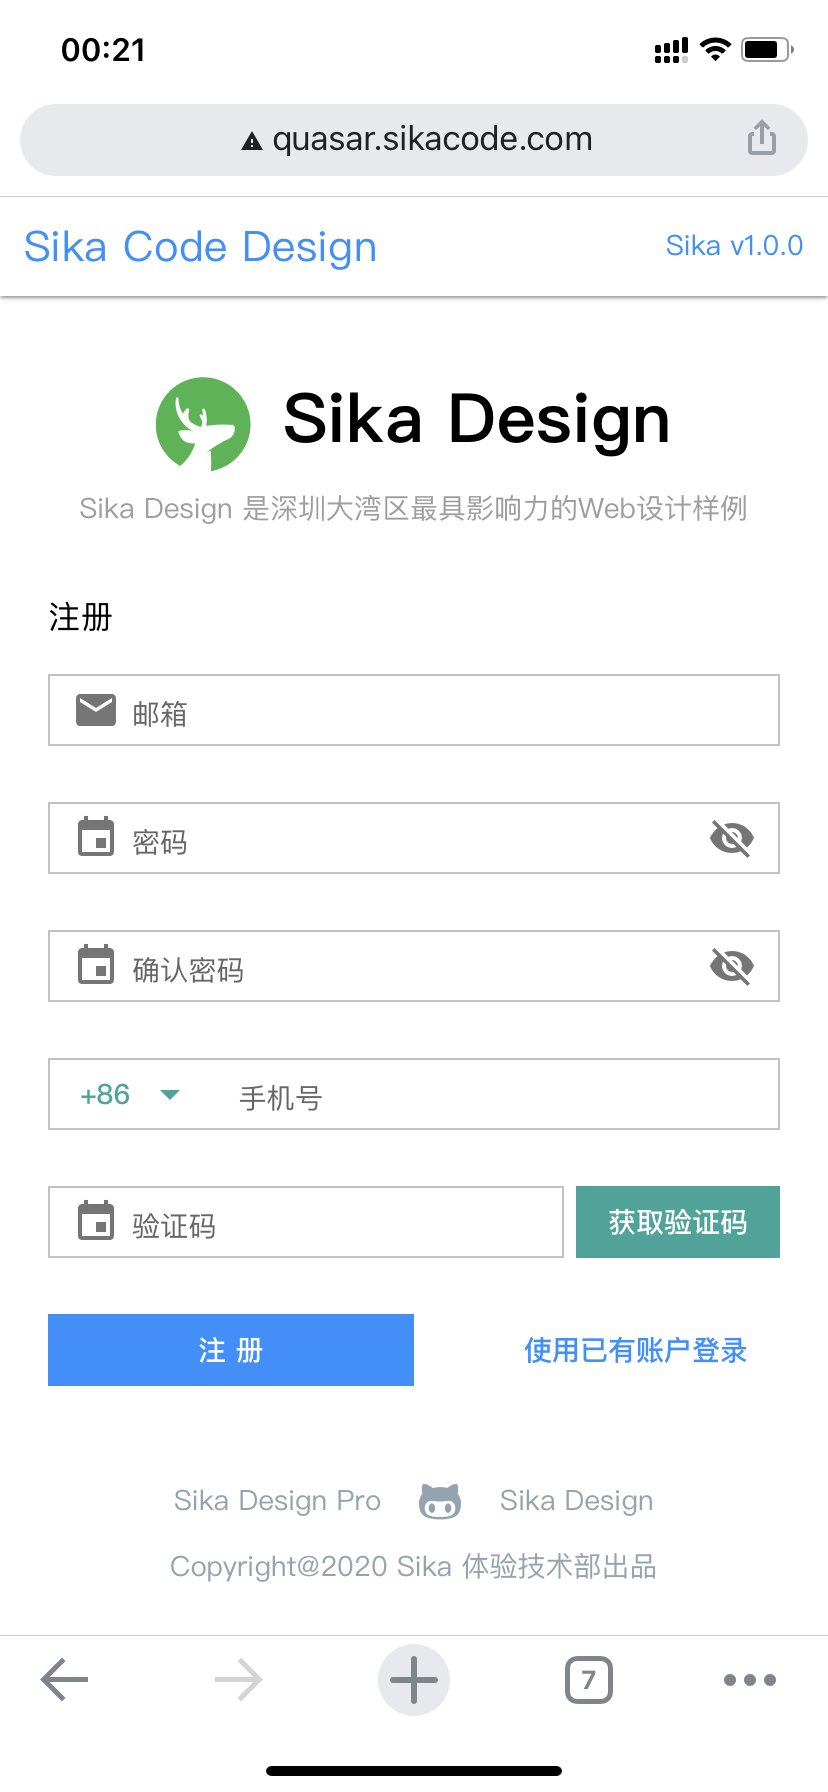 00:21
quasar.sikacode.com
Sika Code Design
Sika v1.0.0
Sika Design
Sika Design 是深圳大湾区最具影响力的Web设计样例
注册
邮箱
密码
确认密码
+86 手机号
验证码 获取验证码
注 册 使用已有账户登录
Sika Design Pro Sika Design
Copyright@2020 Sika 体验技术部出品
7